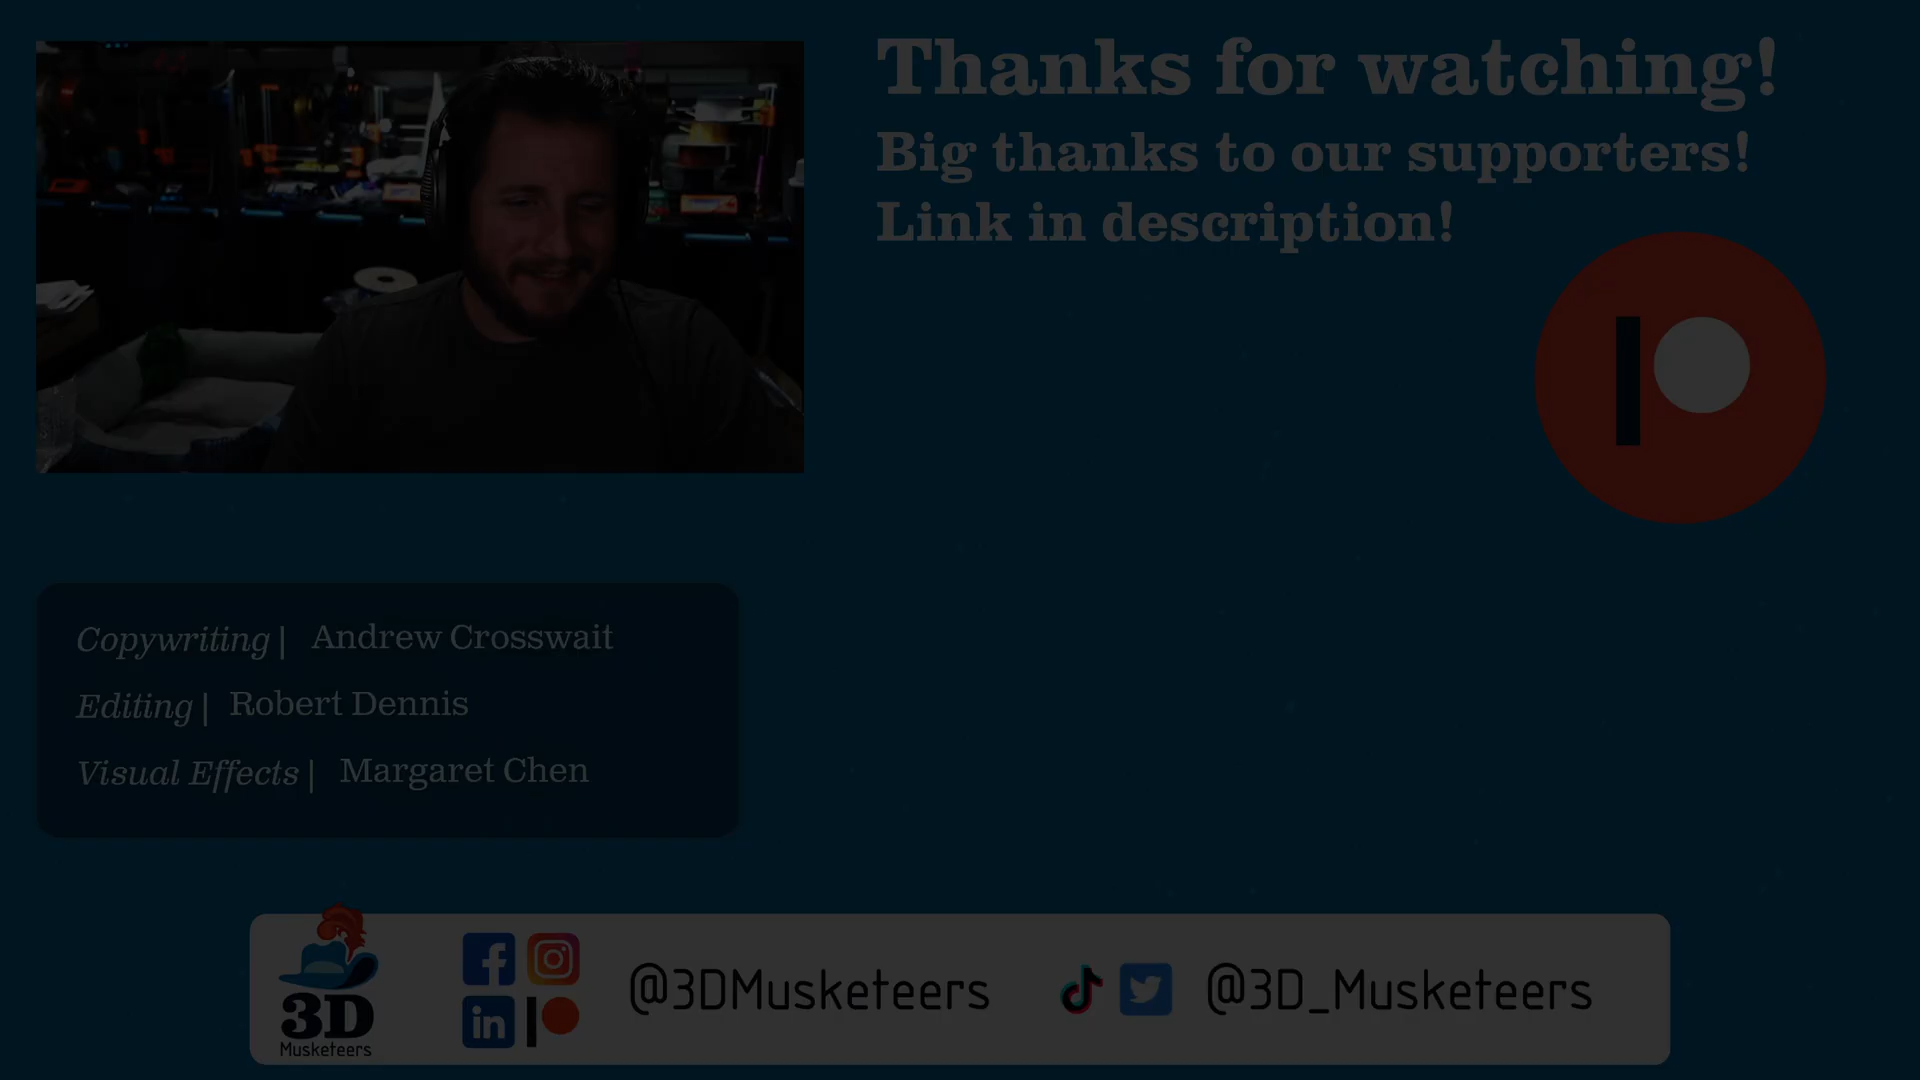 Thanks for watching!
Big thanks to our supporters!
Link in description!
Copywriting | Andrew Crosswait
Editing | Robert Dennis
Visual Effects | Margaret Chen
3D
Musketeers
@3DMusketeers
@3D_Musketeers